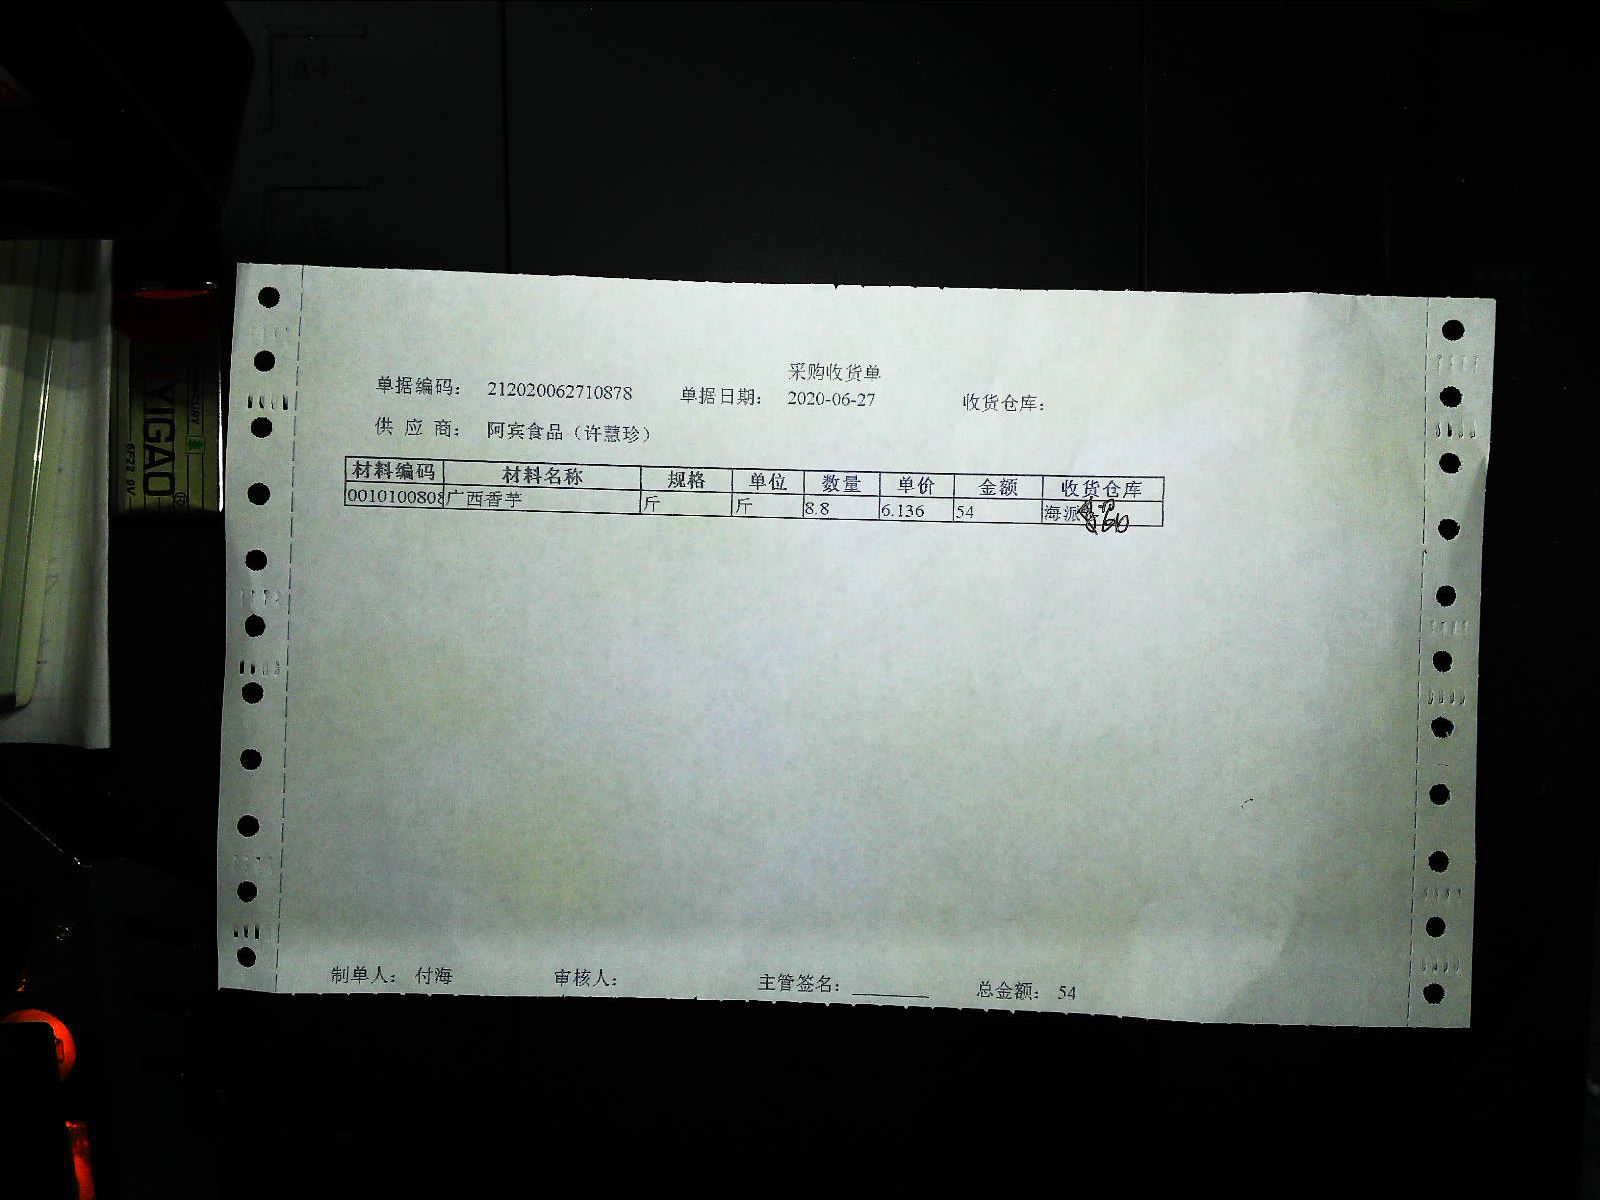 采购收货单
单据编码： 212020062710878 单据日期： 2020-06-27 收货仓库：
供 应 商： 阿宾食品（许慧珍）
材料编码 材料名称 规格 单位 数量 单价 金额 收货仓库
0010100808 广西香芋 斤 斤 8.8 6.136 54 海派
制单人： 付海 审核人： 主管签名： 总金额： 54
YIGAO
6F22 9V